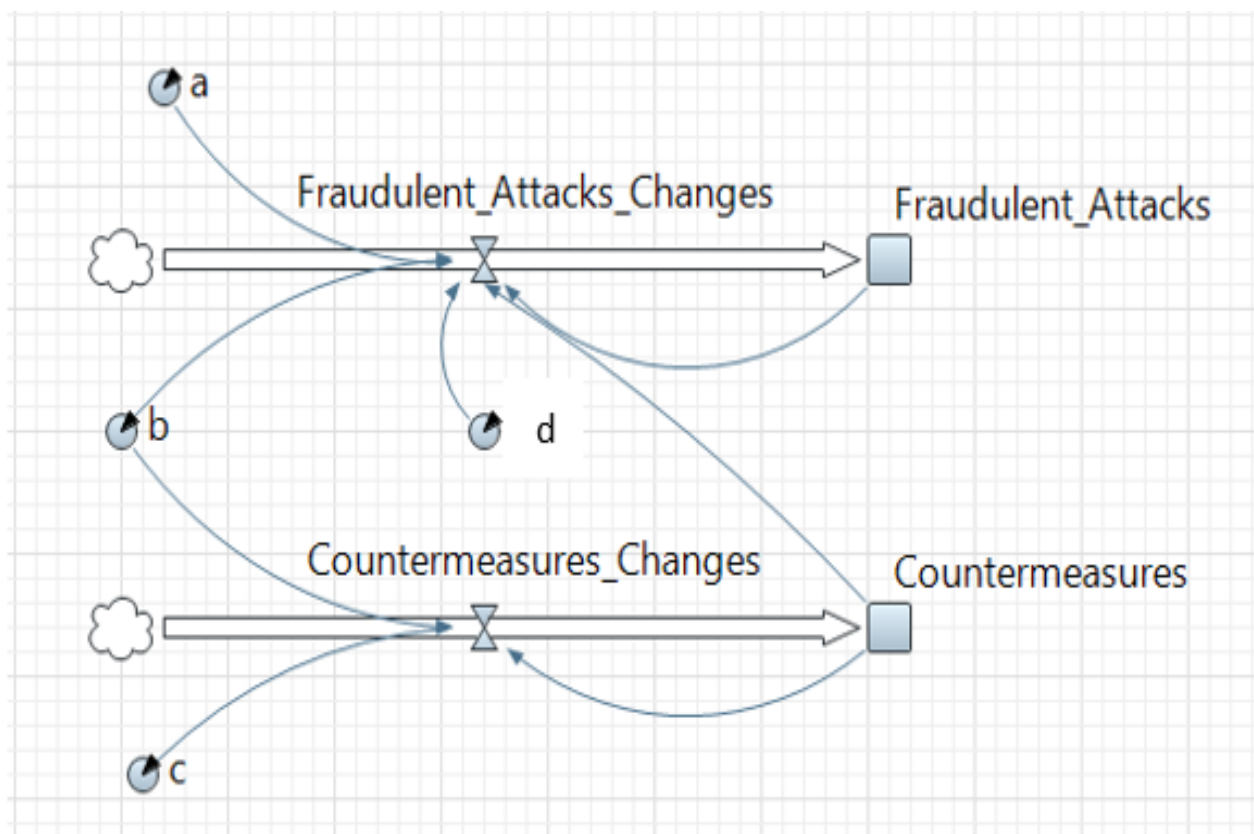 a
Fraudulent_Attacks_Changes
Fraudulent_Attacks
b
d
Countermeasures_Changes
Countermeasures
c